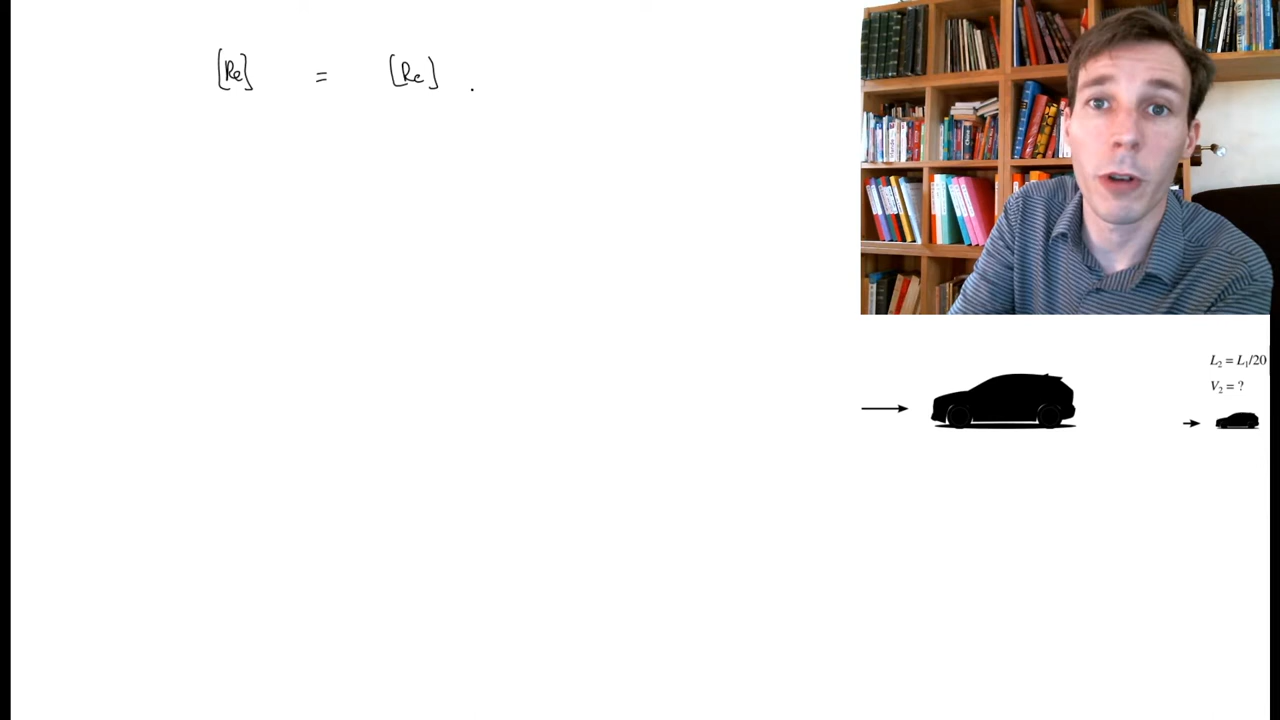 [Re] = [Re] .
L₂ = L₁/20
V₂ = ?